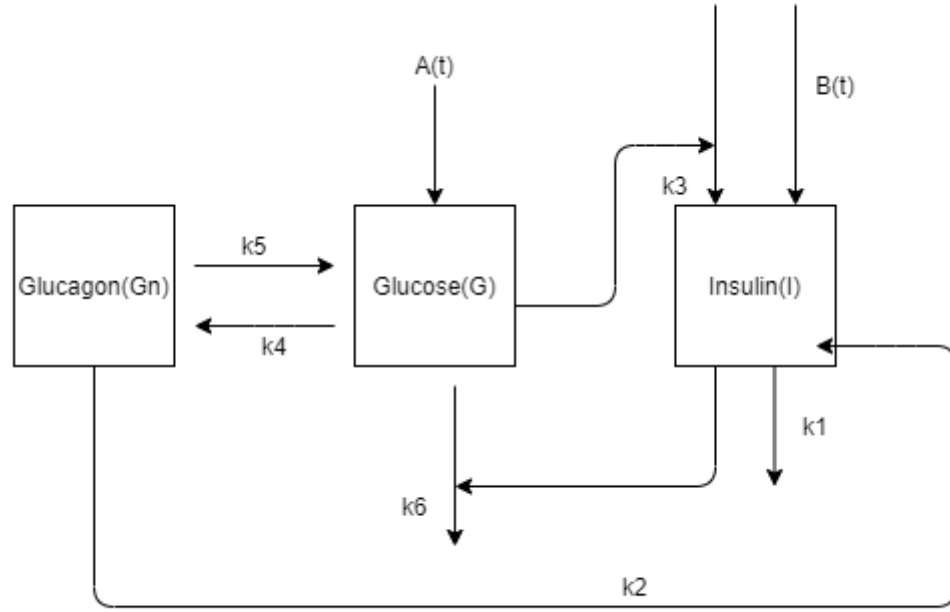 A(t)
B(t)
k3
k5
Glucagon(Gn)
Glucose(G)
Insulin(I)
k4
k1
k6
k2